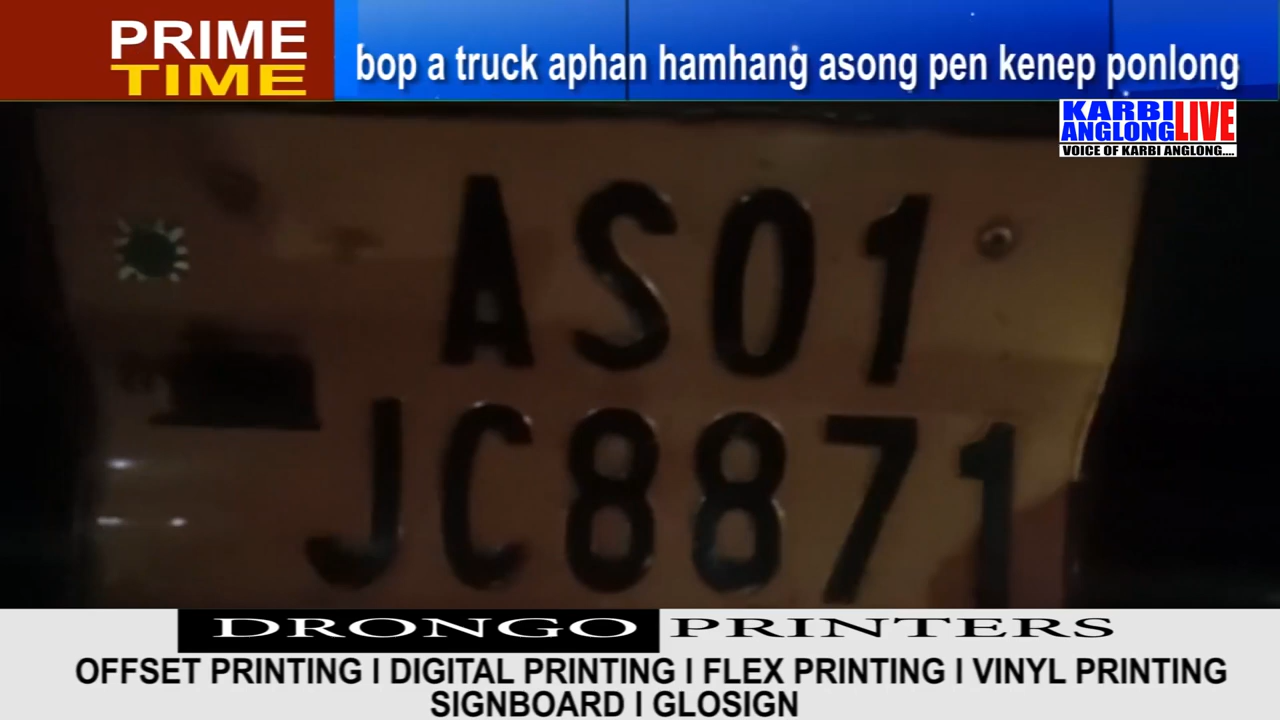 PRIME
TIME
bop a truck aphan hamhang asong pen kenep ponlong
KARBI
ANGLONG LIVE
VOICE OF KARBI ANGLONG....
AS01
JC8871
DRONGO PRINTERS
OFFSET PRINTING I DIGITAL PRINTING I FLEX PRINTING I VINYL PRINTING
SIGNBOARD I GLOSIGN